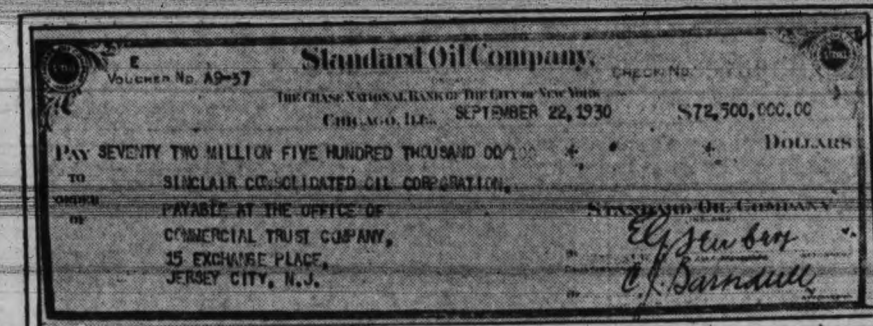 E
VOUCHER NO. A9-57
Standard Oil Company,
CHECK NO.
THE CHASE NATIONAL BANK OF THE CITY OF NEW YORK
CHICAGO, ILL., SEPTEMBER 22, 1930 $72,500,000.00
PAY SEVENTY TWO MILLION FIVE HUNDRED THOUSAND 00/100 DOLLARS
TO ORDER OF
SINCLAIR CONSOLIDATED OIL CORPORATION,
PAYABLE AT THE OFFICE OF
COMMERCIAL TRUST COMPANY,
15 EXCHANGE PLACE,
JERSEY CITY, N.J.
STANDARD OIL COMPANY